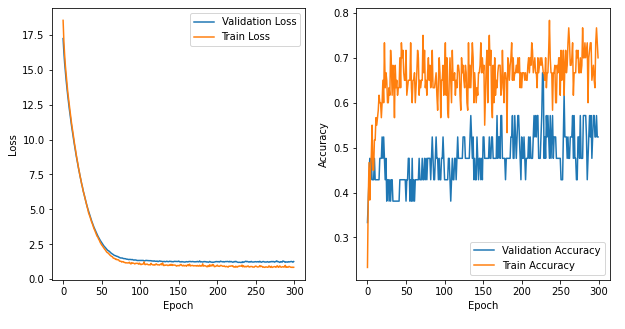 Validation Loss
Train Loss
17.5
15.0
12.5
10.0
7.5
5.0
2.5
0.0
Loss
0 50 100 150 200 250 300
Epoch
0.8
0.7
0.6
0.5
0.4
0.3
Accuracy
Validation Accuracy
Train Accuracy
0 50 100 150 200 250 300
Epoch